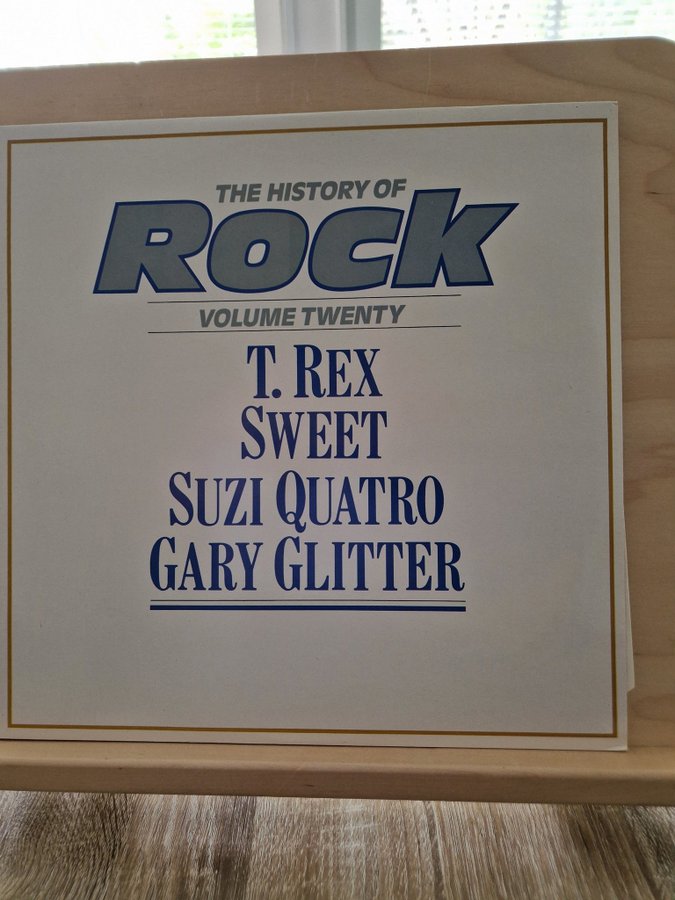 THE HISTORY OF
ROCK
VOLUME TWENTY
T. REX
SWEET
SUZI QUATRO
GARY GLITTER